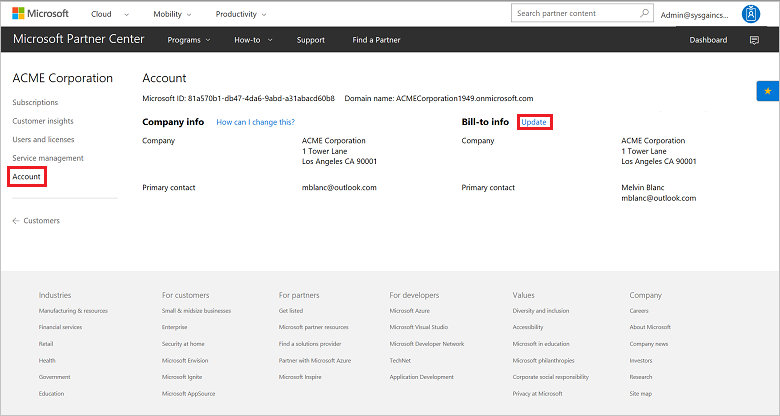 Microsoft
Cloud
Mobility
Productivity
Search partner content
Admin@sysgaincs...
Microsoft Partner Center
Programs
How-to
Support
Find a Partner
Dashboard
ACME Corporation
Subscriptions
Customer insights
Users and licenses
Service management
Account
Customers
Account
Microsoft ID: 81a570b1-db47-4da6-9abd-a31abacd60b8 Domain name: ACMECorporation1949.onmicrosoft.com
Company info How can I change this?
Company
ACME Corporation
1 Tower Lane
Los Angeles CA 90001
Primary contact
mblanc@outlook.com
Bill-to info Update
Company
ACME Corporation
1 Tower Lane
Los Angeles CA 90001
Primary contact
Melvin Blanc
mblanc@outlook.com
Industries
Manufacturing & resources
Financial services
Retail
Health
Government
Education
For customers
Small & midsize businesses
Enterprise
Security at home
Microsoft Envision
Microsoft Ignite
Microsoft AppSource
For partners
Get listed
Microsoft partner resources
Find a solutions provider
Partner with Microsoft Azure
Microsoft Inspire
For developers
Microsoft Azure
Microsoft Visual Studio
Microsoft Developer Network
TechNet
Application Development
Values
Diversity and inclusion
Accessibility
Microsoft in education
Microsoft philanthropies
Corporate social responsibility
Privacy at Microsoft
Company
Careers
About Microsoft
Company news
Investors
Research
Site map